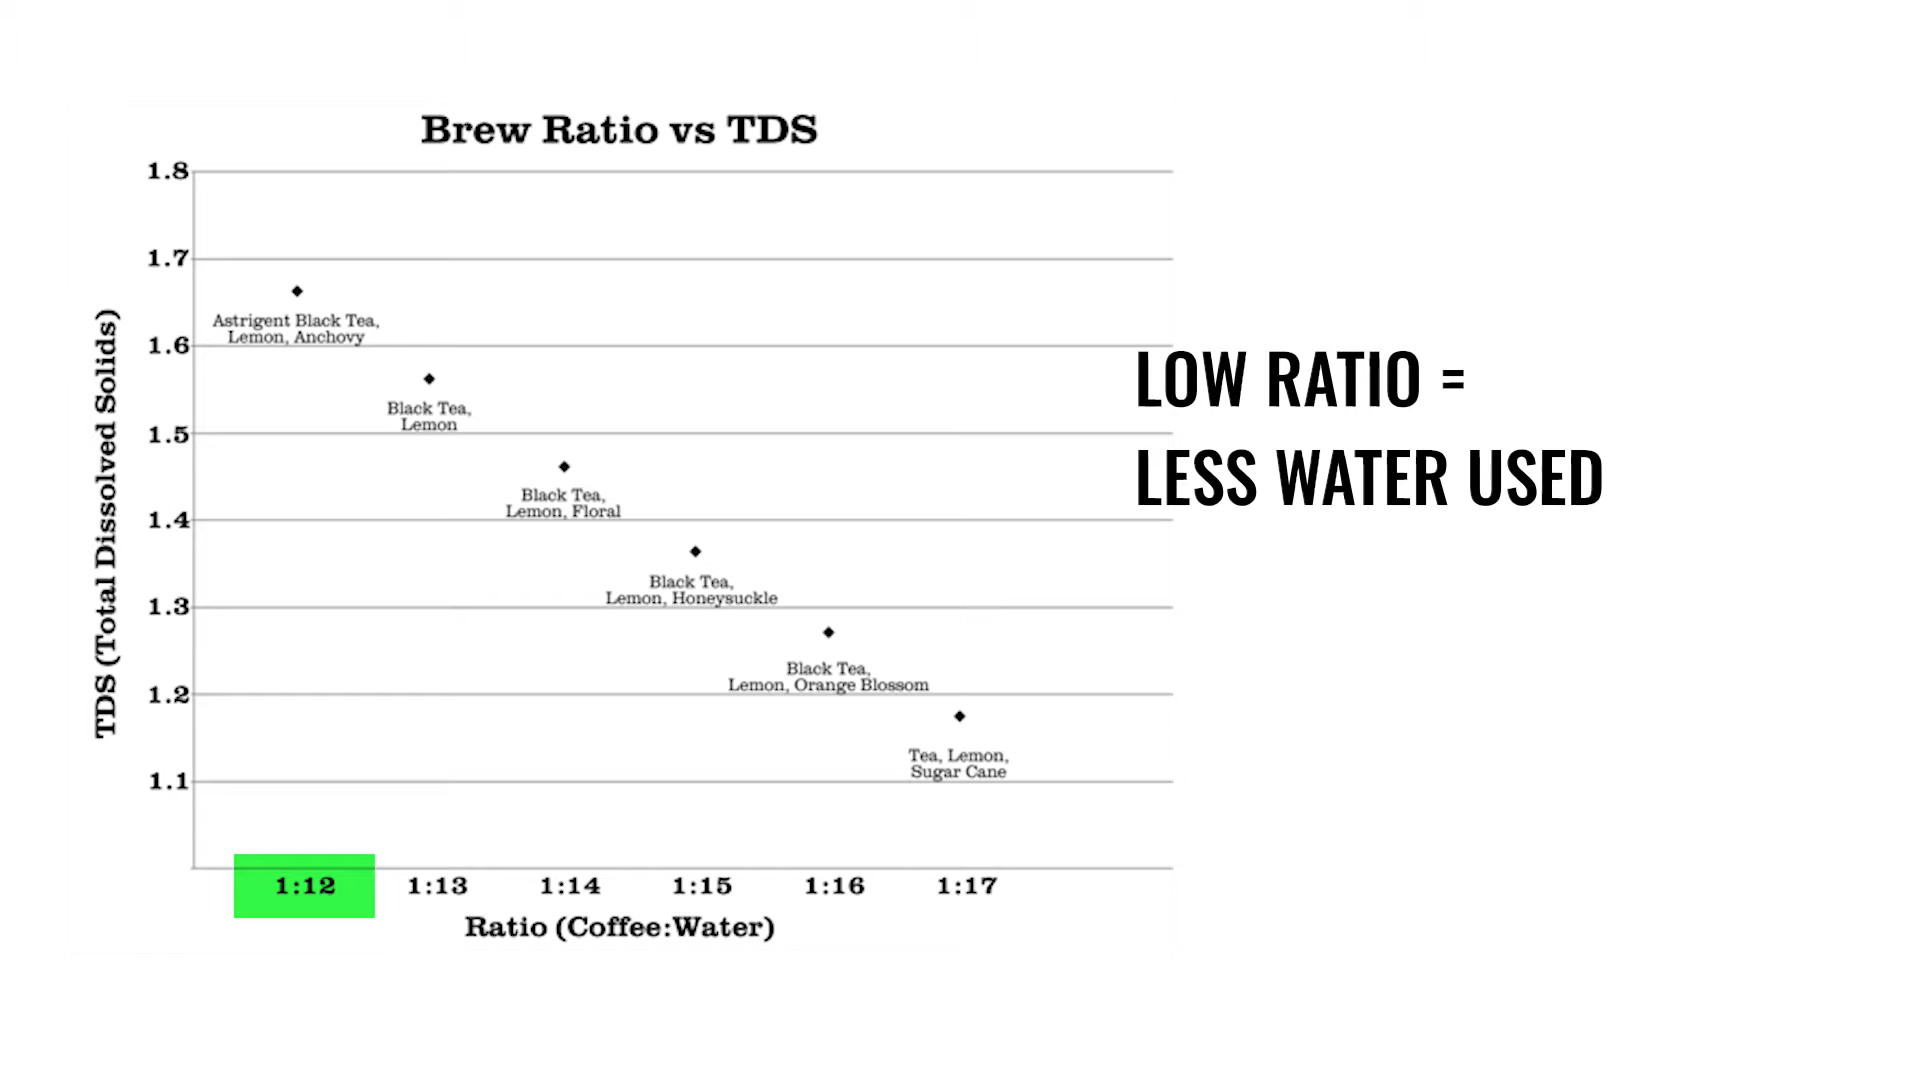 Brew Ratio vs TDS
1.8
1.7
1.6
1.5
1.4
1.3
1.2
1.1
TDS (Total Dissolved Solids)
Astrigent Black Tea,
Lemon, Anchovy
Black Tea,
Lemon
Black Tea,
Lemon, Floral
Black Tea,
Lemon, Honeysuckle
Black Tea,
Lemon, Orange Blossom
Tea, Lemon,
Sugar Cane
1:12 1:13 1:14 1:15 1:16 1:17
Ratio (Coffee:Water)
LOW RATIO =
LESS WATER USED